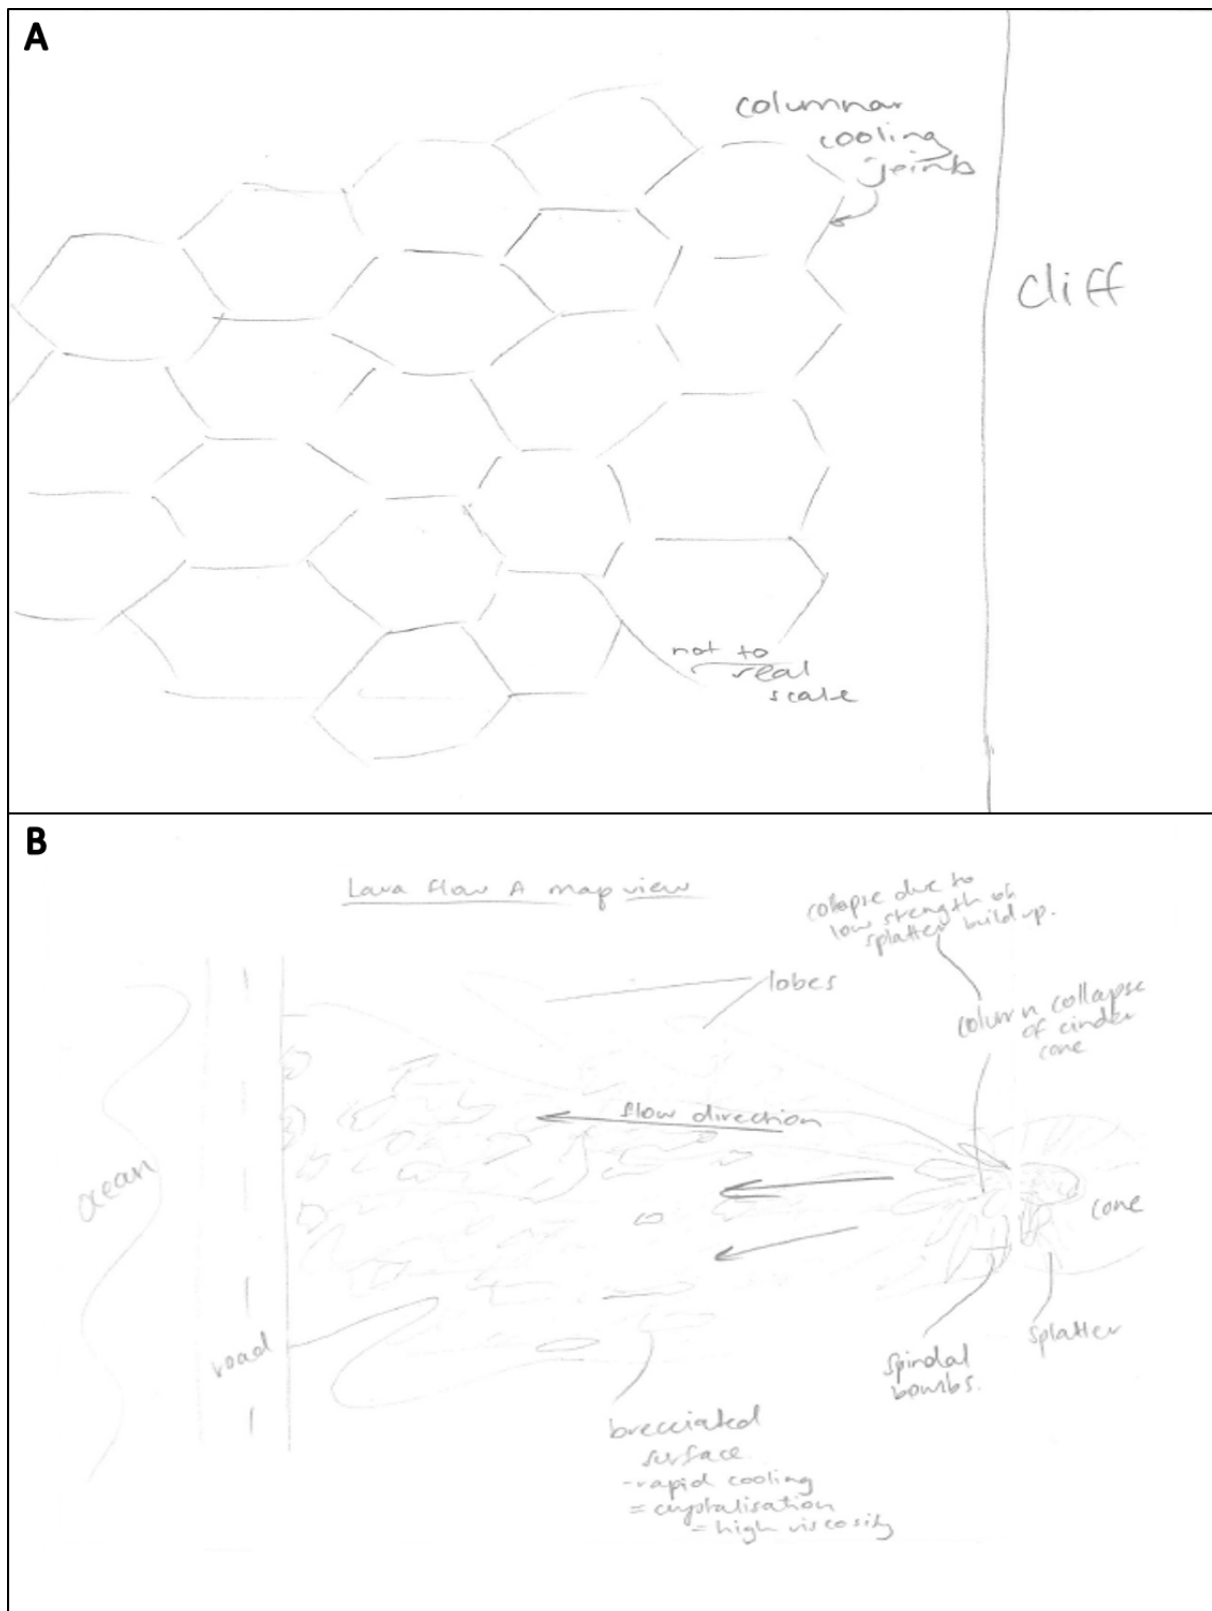 A
columnar
cooling
joints
cliff
not to
real
scale
B
Lava flow A map view
collapse due to
low strength of
splatter build up.
lobes
column collapse
of cinder
cone
flow direction
ocean
cone
road
splatter
spindal
bombs.
brecciated
surface
-rapid cooling
= crystalisation
= high viscosity